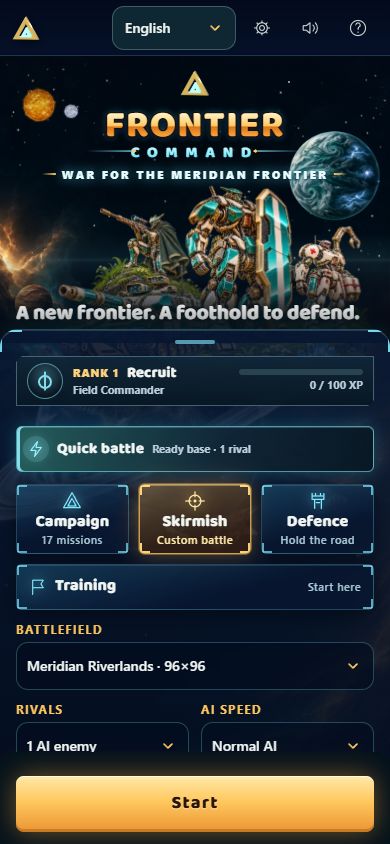 English
FRONTIER
COMMAND
WAR FOR THE MERIDIAN FRONTIER
A new frontier. A foothold to defend.
RANK 1 Recruit
Field Commander
0 / 100 XP
Quick battle Ready base · 1 rival
Campaign
17 missions
Skirmish
Custom battle
Defence
Hold the road
Training
Start here
BATTLEFIELD
Meridian Riverlands · 96×96
RIVALS
AI SPEED
1 AI enemy
Normal AI
Start